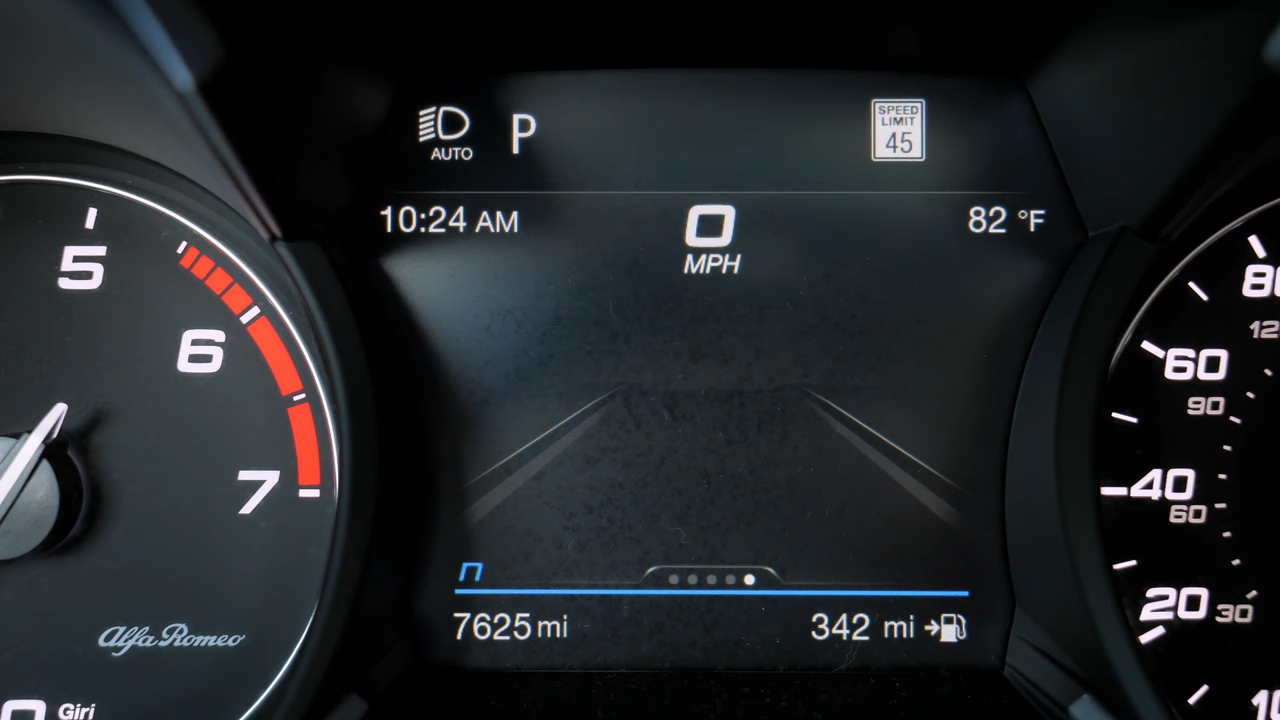 AUTO P
SPEED
LIMIT
45
10:24 AM
0
MPH
82 °F
5
6
7
Alfa Romeo
Giri
7625 mi
342 mi
60
90
40
60
20 30